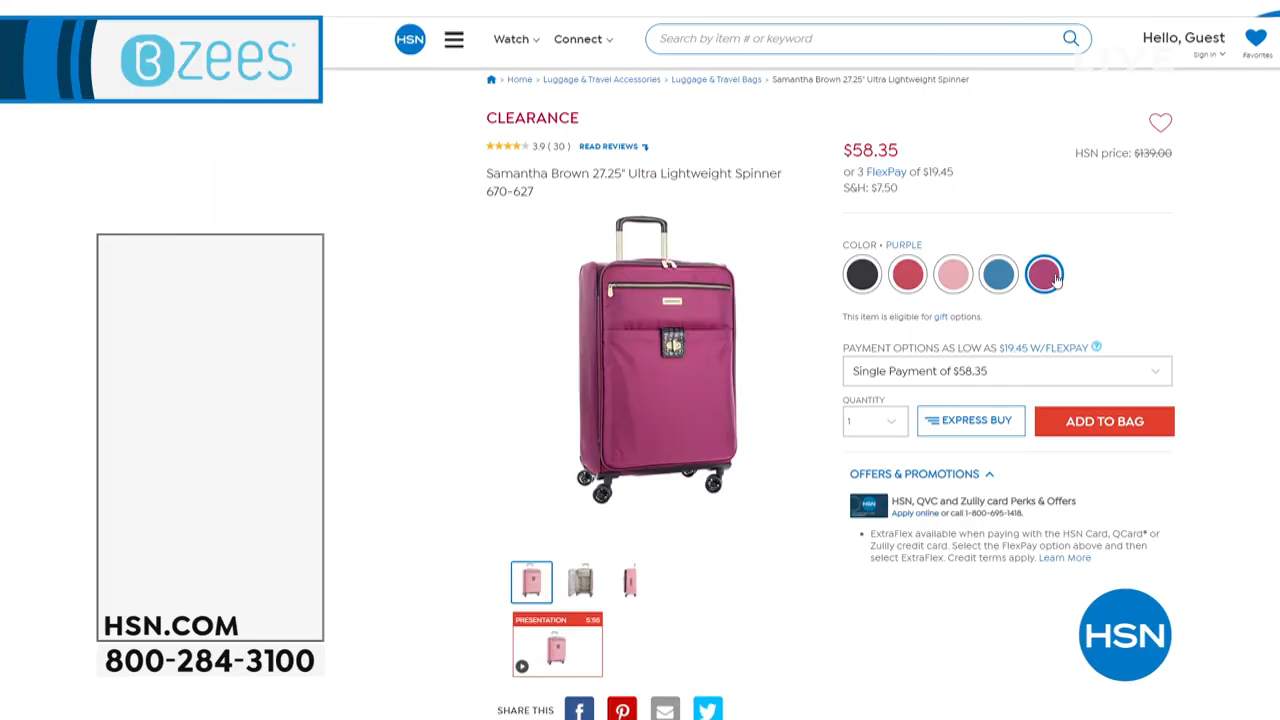 Bzees
HSN
Watch
Connect
Search by item # or keyword
Hello, Guest
Sign In
Favorites
LIVE
Home > Luggage & Travel Accessories > Luggage & Travel Bags > Samantha Brown 27.25" Ultra Lightweight Spinner
CLEARANCE
3.9 ( 30 ) READ REVIEWS
Samantha Brown 27.25" Ultra Lightweight Spinner
670-627
$58.35
HSN price: $139.00
or 3 FlexPay of $19.45
S&H: $7.50
COLOR • PURPLE
This item is eligible for gift options.
PAYMENT OPTIONS AS LOW AS $19.45 W/FLEXPAY ?
Single Payment of $58.35
QUANTITY
1
EXPRESS BUY
ADD TO BAG
OFFERS & PROMOTIONS
HSN
HSN, QVC and Zulily card Perks & Offers
Apply online or call 1-800-695-1418.
• ExtraFlex available when paying with the HSN Card, QCard® or
Zulily credit card. Select the FlexPay option above and then
select ExtraFlex. Credit terms apply. Learn More
PRESENTATION 5:56
SHARE THIS
HSN.COM
800-284-3100
HSN